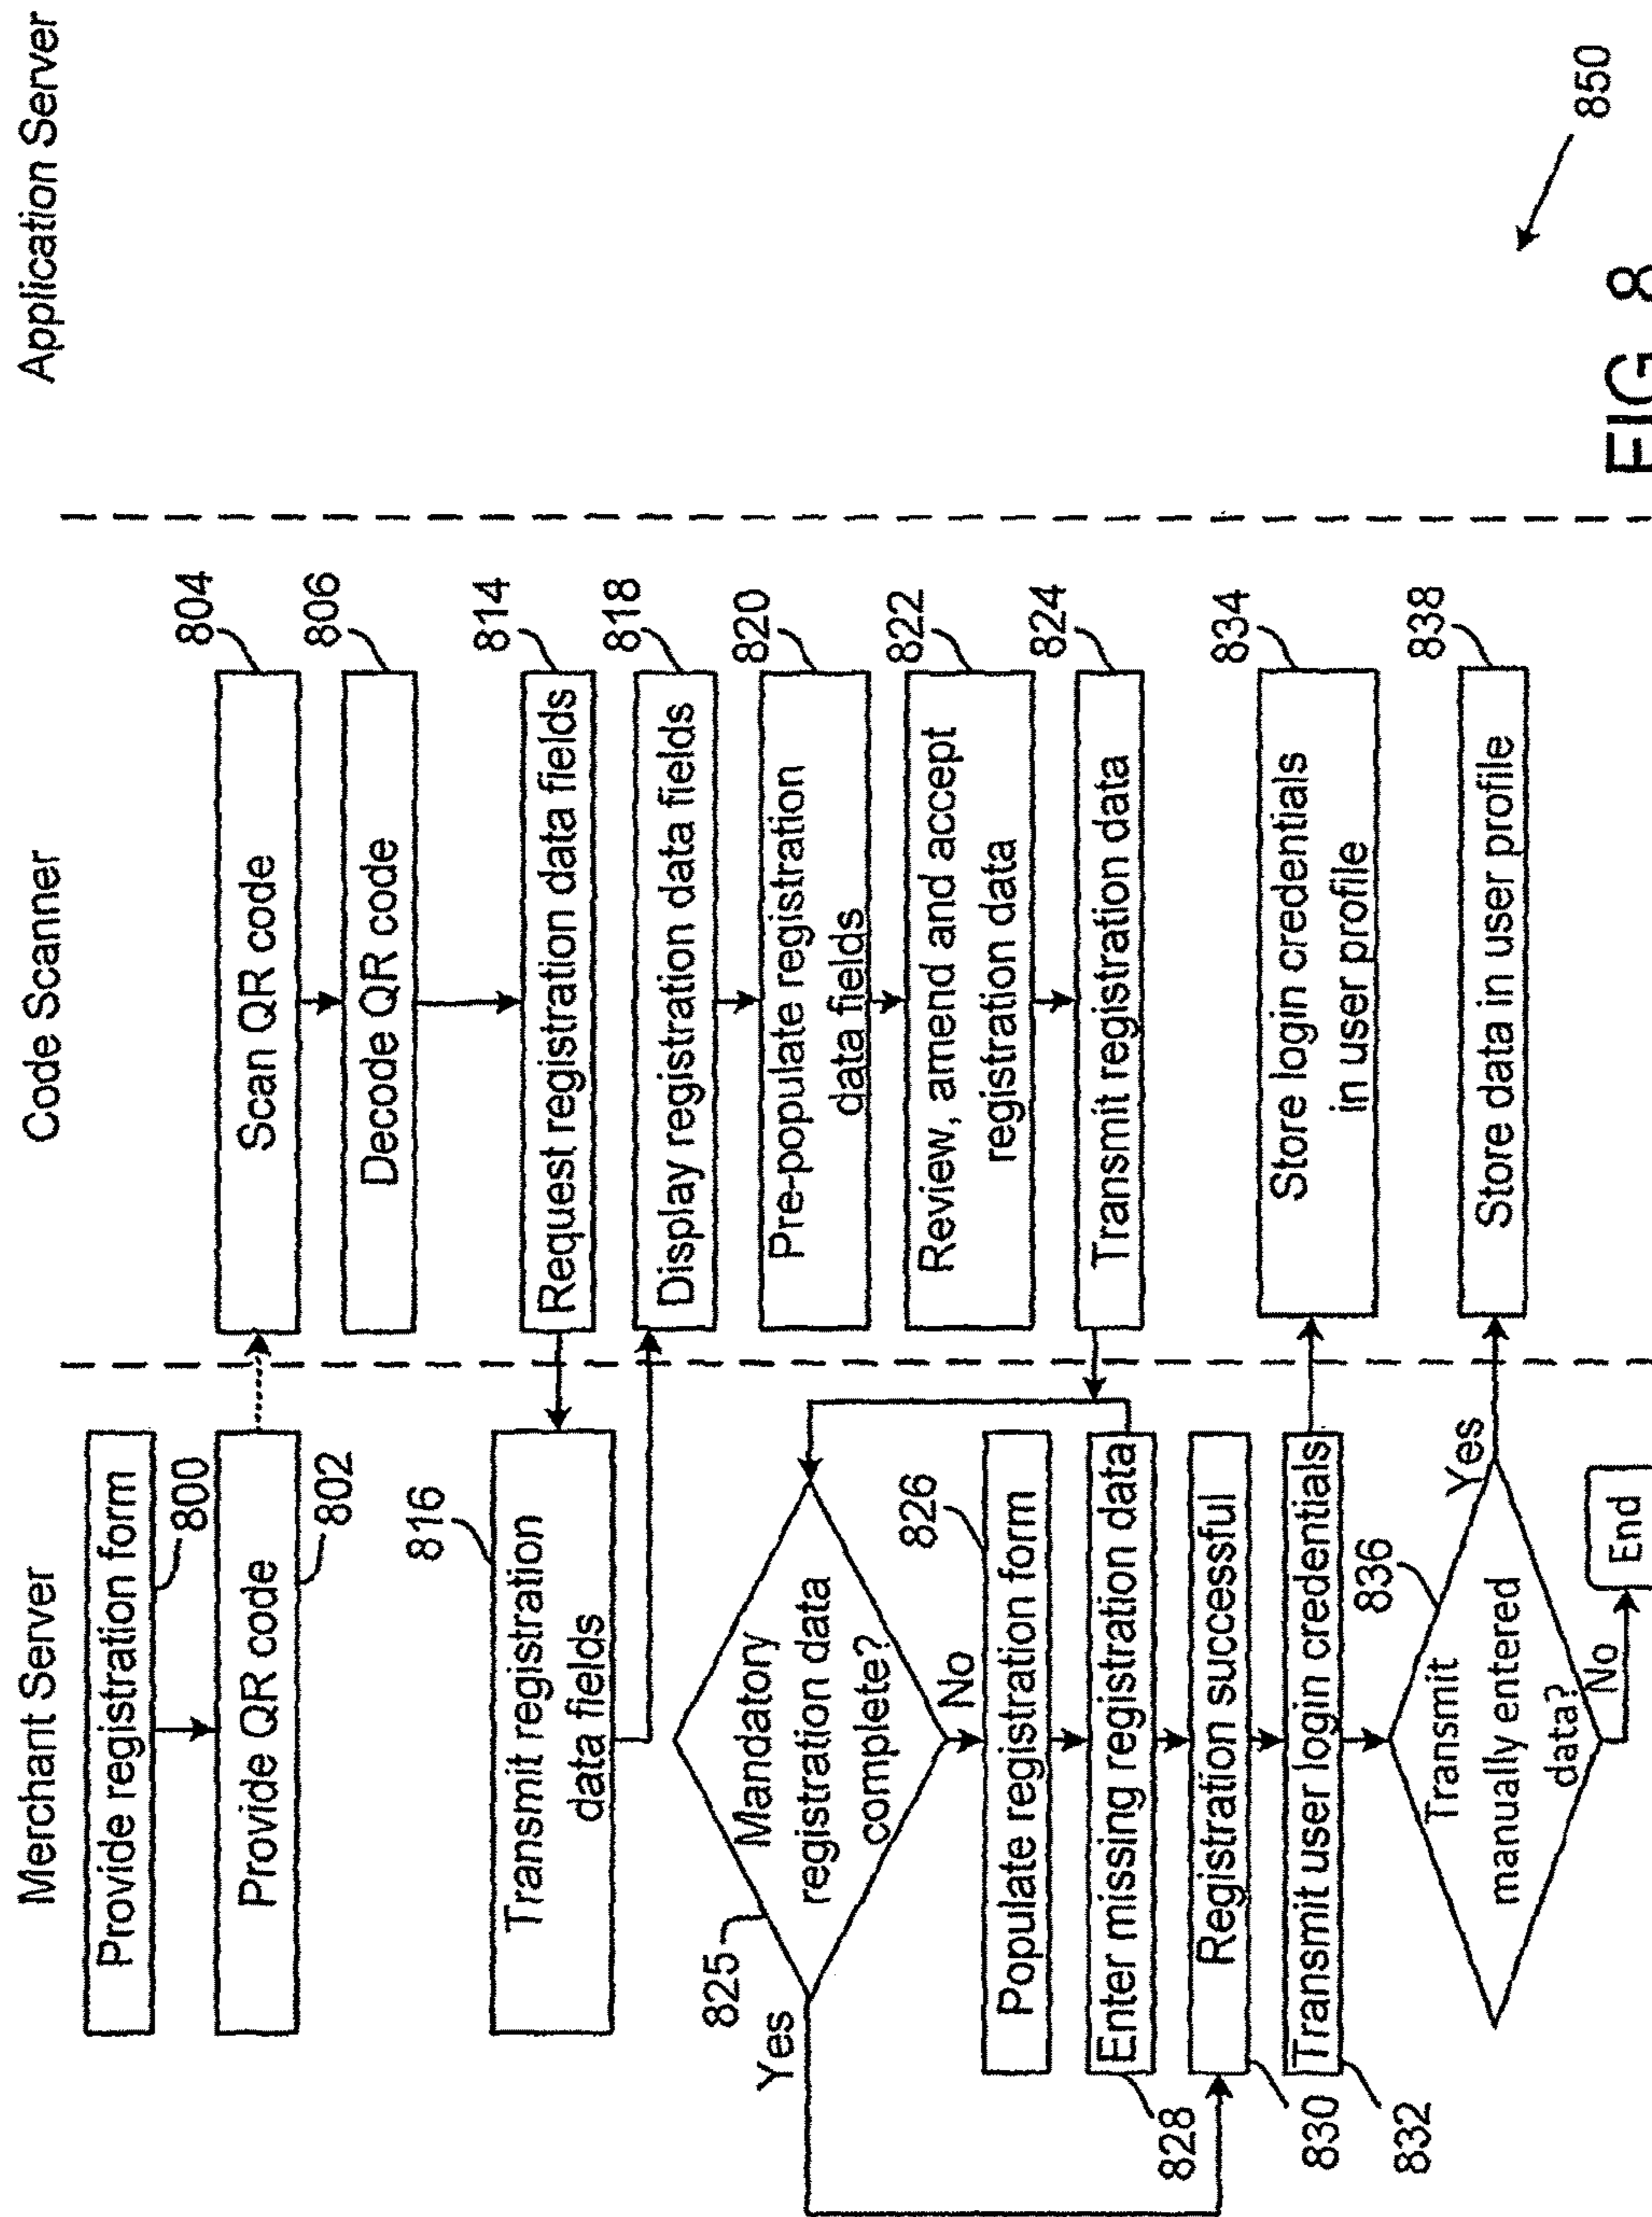 Merchant Server
Code Scanner
Application Server
Provide registration form
800
Provide QR code
802
Scan QR code
804
Decode QR code
806
Request registration data fields
814
816
Transmit registration
data fields
Display registration data fields
818
Pre-populate registration
data fields
820
Review, amend and accept
registration data
822
Transmit registration data
824
825
Mandatory
registration data
complete?
Yes
No
826
Populate registration form
Enter missing registration data
828
Registration successful
830
Transmit user login credentials
832
Store login credentials
in user profile
834
836
Transmit
manually entered
data?
Yes
No
Store data in user profile
838
End
850
FIG. 8